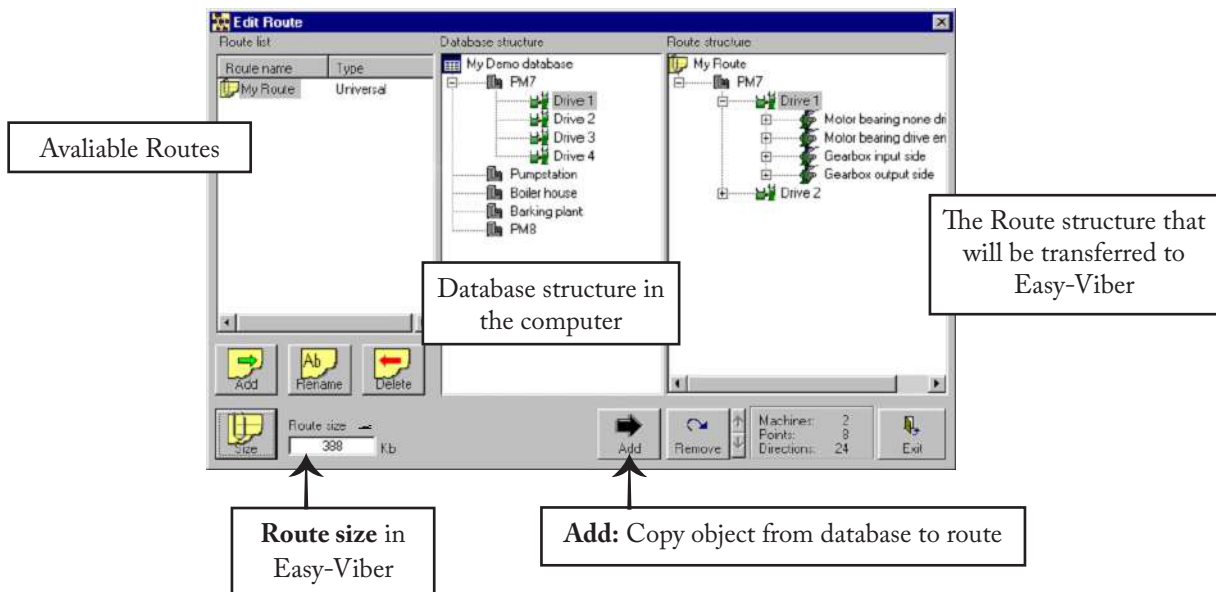 Edit Route
Route list
Database structure
Route structure
Route name Type
My Route Universal
My Demo database
PM7
Drive 1
Drive 2
Drive 3
Drive 4
Pumpstation
Boiler house
Barking plant
PM8
My Route
PM7
Drive 1
Motor bearing none dri
Motor bearing drive en
Gearbox input side
Gearbox output side
Drive 2
Avaliable Routes
Database structure in
the computer
The Route structure that
will be transferred to
Easy-Viber
Add
Ab
Rename
Delete
Size
Route size
388 Kb
Add
Remove
Machines: 2
Points: 8
Directions: 24
Exit
Route size in
Easy-Viber
Add: Copy object from database to route